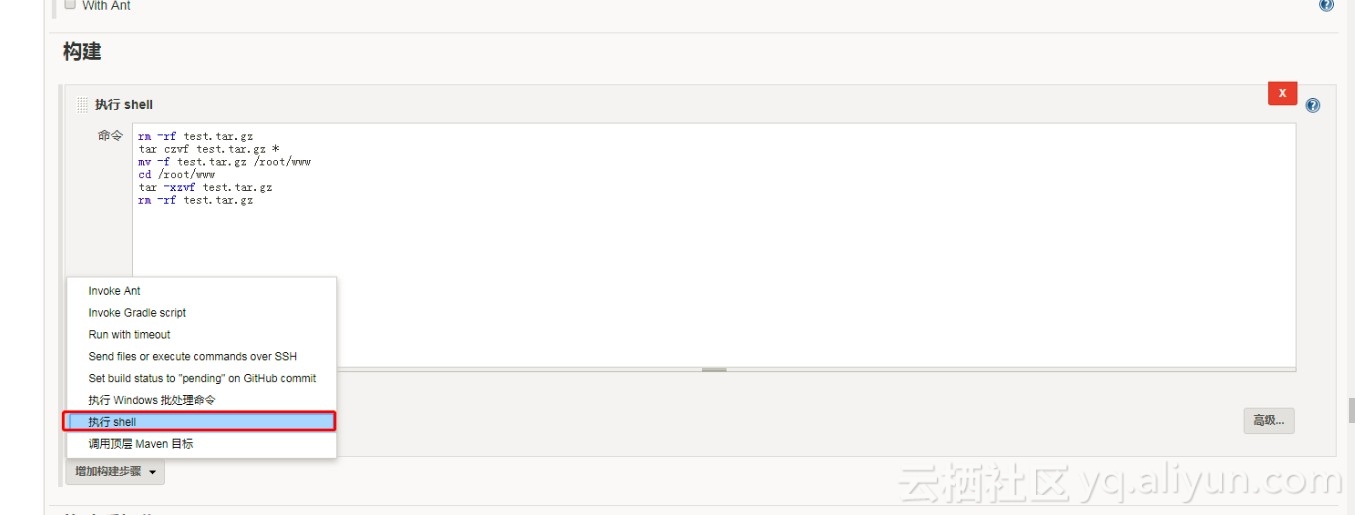 With Ant
构建
执行 shell
X
命令
rm -rf test.tar.gz
tar czvf test.tar.gz *
mv -f test.tar.gz /root/www
cd /root/www
tar -xzvf test.tar.gz
rm -rf test.tar.gz
Invoke Ant
Invoke Gradle script
Run with timeout
Send files or execute commands over SSH
Set build status to "pending" on GitHub commit
执行 Windows 批处理命令
执行 shell
调用顶层 Maven 目标
高级...
增加构建步骤
云栖社区 yq.aliyun.com